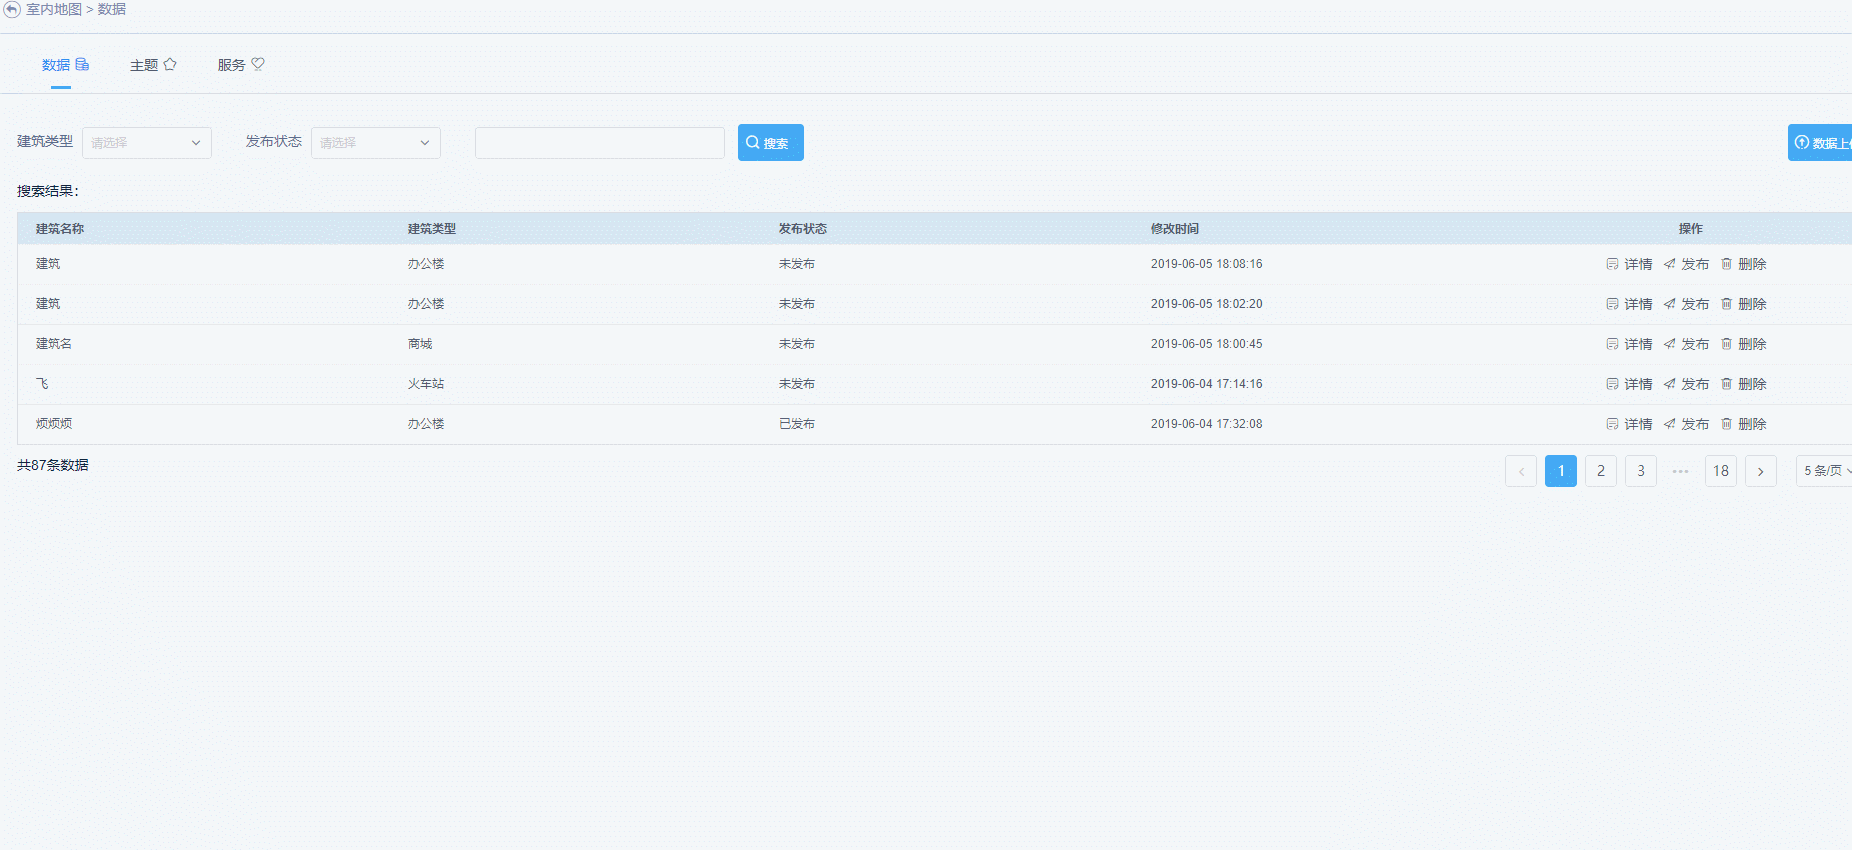 室内地图 > 数据
数据 主题 服务
建筑类型 请选择 发布状态 请选择 搜索 数据上
搜索结果：
建筑名称 建筑类型 发布状态 修改时间 操作
建筑 办公楼 未发布 2019-06-05 18:08:16 详情 发布 删除
建筑 办公楼 未发布 2019-06-05 18:02:20 详情 发布 删除
建筑名 商城 未发布 2019-06-05 18:00:45 详情 发布 删除
飞 火车站 未发布 2019-06-04 17:14:16 详情 发布 删除
烦烦烦 办公楼 已发布 2019-06-04 17:32:08 详情 发布 删除
共87条数据 < 1 2 3 ••• 18 > 5 条/页